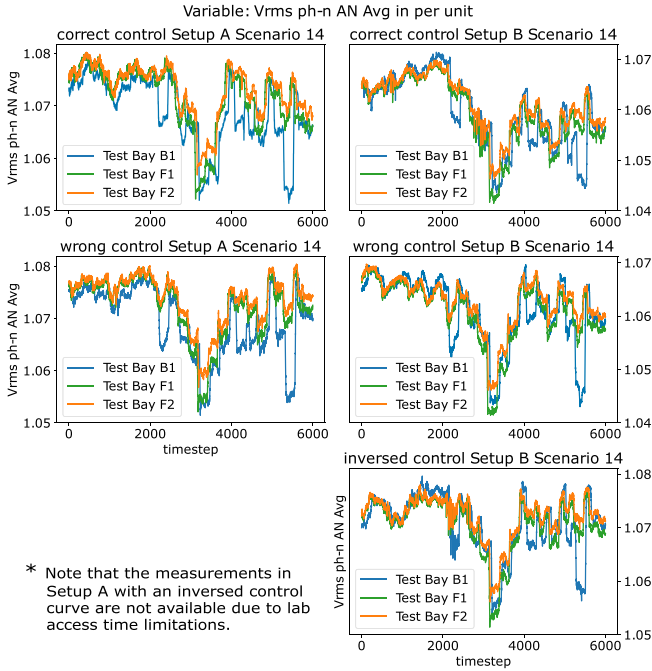 Variable: Vrms ph-n AN Avg in per unit
correct control Setup A Scenario 14
correct control Setup B Scenario 14
Vrms ph-n AN Avg
1.08
1.07
1.06
1.05
0
2000
4000
6000
Test Bay B1
Test Bay F1
Test Bay F2
1.07
1.06
1.05
1.04
0
2000
4000
6000
Test Bay B1
Test Bay F1
Test Bay F2
wrong control Setup A Scenario 14
wrong control Setup B Scenario 14
Vrms ph-n AN Avg
1.08
1.07
1.06
1.05
0
2000
4000
6000
timestep
Test Bay B1
Test Bay F1
Test Bay F2
1.07
1.06
1.05
1.04
0
2000
4000
6000
Test Bay B1
Test Bay F1
Test Bay F2
inversed control Setup B Scenario 14
Vrms ph-n AN Avg
1.08
1.07
1.06
1.05
0
2000
4000
6000
timestep
Test Bay B1
Test Bay F1
Test Bay F2
* Note that the measurements in
Setup A with an inversed control
curve are not available due to lab
access time limitations.